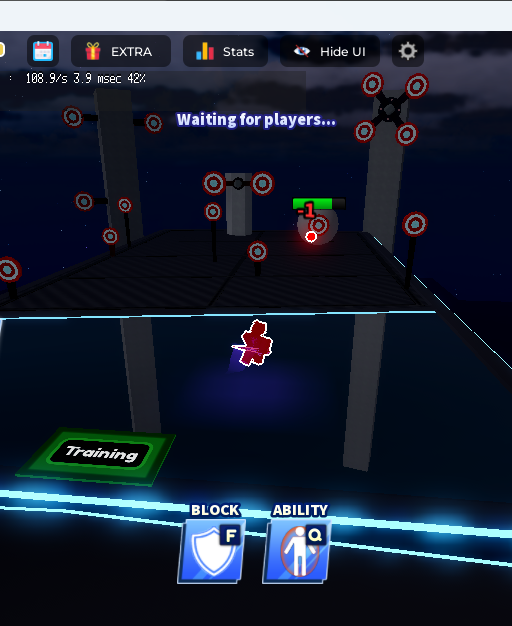 EXTRA
Stats
Hide UI
: 108.9/s 3.9 msec 42%
Waiting for players...
-1
Training
BLOCK
ABILITY
F
Q